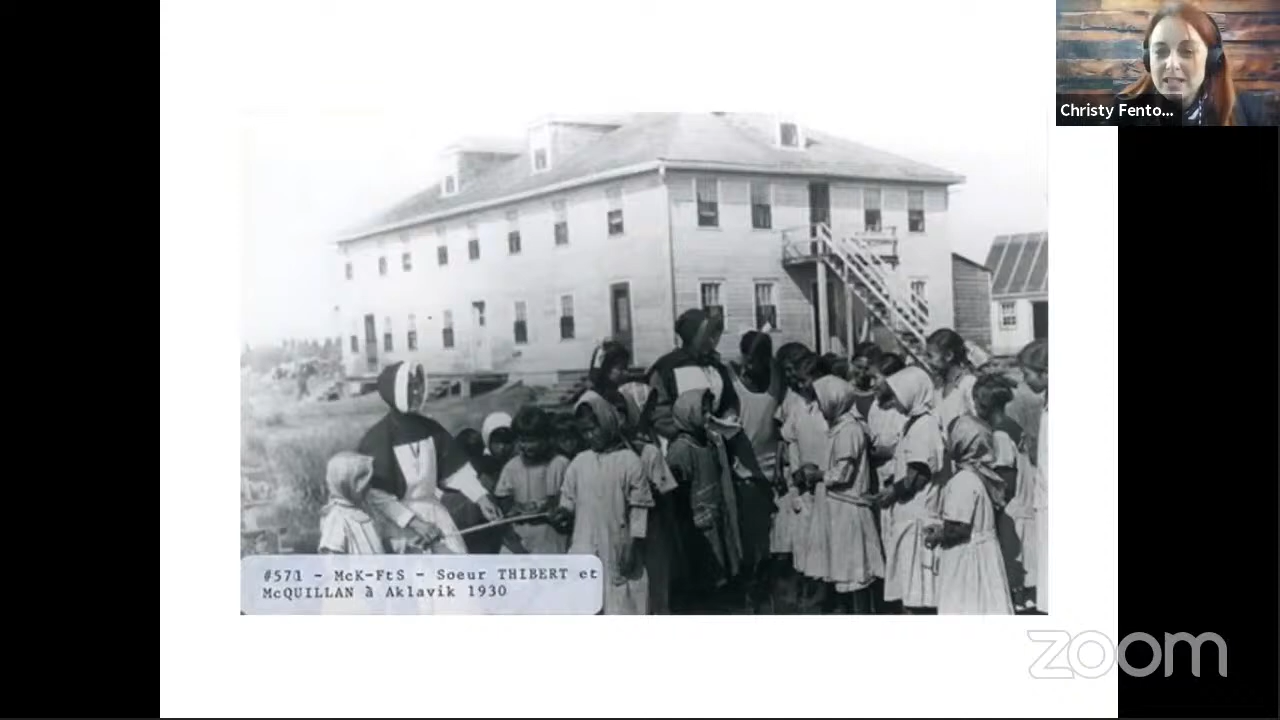 Christy Fento...
#571 - McK-FtS - Soeur THIBERT et
McQUILLAN à Aklavik 1930
zoom